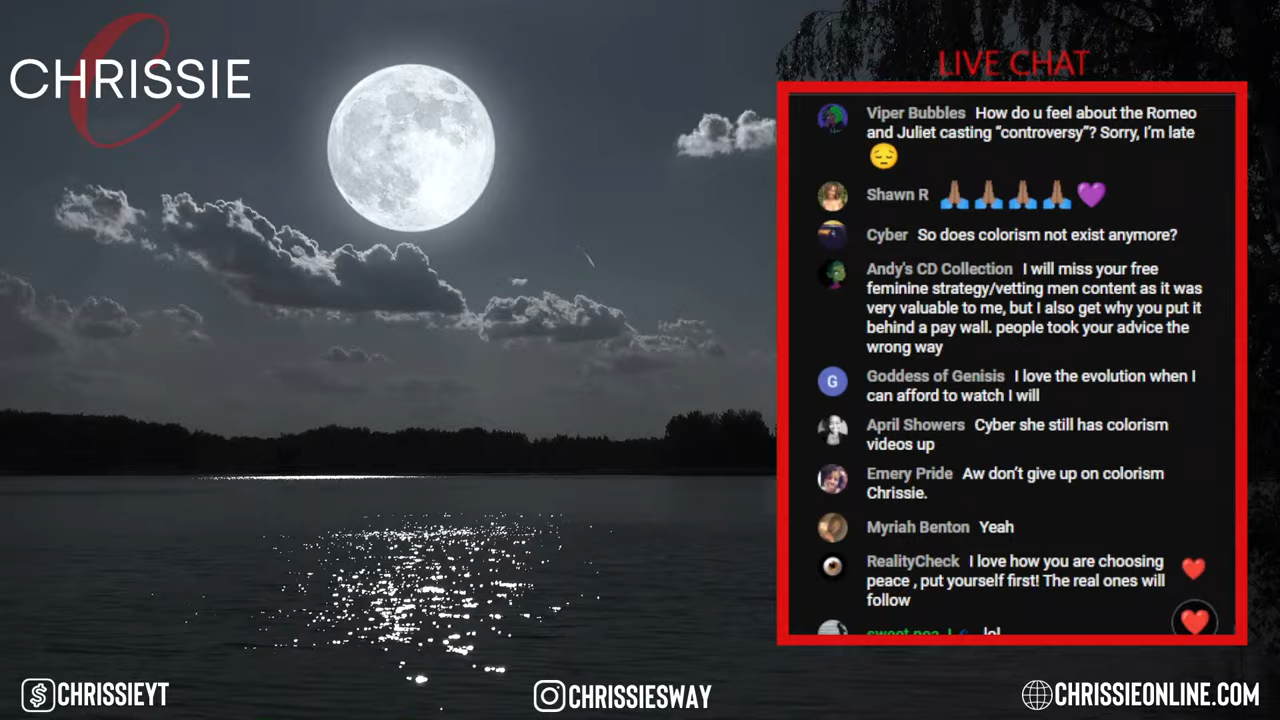 CHRISSIE
LIVE CHAT
Viper Bubbles How do u feel about the Romeo
and Juliet casting “controversy”? Sorry, I’m late
😔
Shawn R 🙏🏽🙏🏽🙏🏽🙏🏽💜
Cyber So does colorism not exist anymore?
Andy's CD Collection I will miss your free
feminine strategy/vetting men content as it was
very valuable to me, but I also get why you put it
behind a pay wall. people took your advice the
wrong way
G
Goddess of Genisis I love the evolution when I
can afford to watch I will
April Showers Cyber she still has colorism
videos up
Emery Pride Aw don’t give up on colorism
Chrissie.
Myriah Benton Yeah
RealityCheck I love how you are choosing
peace , put yourself first! The real ones will
follow
sweet pea lol
CHRISSIEYT
CHRISSIESWAY
CHRISSIEONLINE.COM